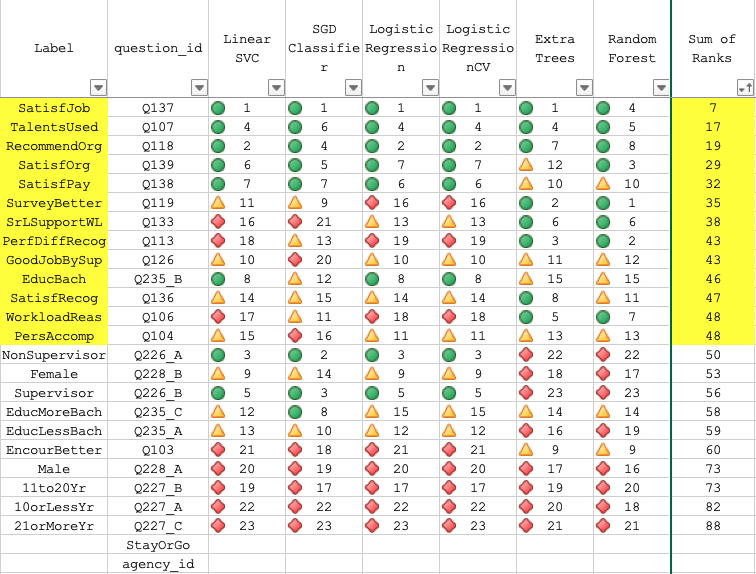 Label question_id Linear SVC SGD Classifier Logistic Regression Logistic RegressionCV Extra Trees Random Forest Sum of Ranks
SatisfJob Q137 1 1 1 1 1 4 7
TalentsUsed Q107 4 6 4 4 4 5 17
RecommendOrg Q118 2 4 2 2 7 8 19
SatisfOrg Q139 6 5 7 7 12 3 29
SatisfPay Q138 7 7 6 6 10 10 32
SurveyBetter Q119 11 9 16 16 2 1 35
SrLSupportWL Q133 16 21 13 13 6 6 38
PerfDiffRecog Q113 18 13 19 19 3 2 43
GoodJobBySup Q126 10 20 10 10 11 12 43
EducBach Q235_B 8 12 8 8 15 15 46
SatisfRecog Q136 14 15 14 14 8 11 47
WorkloadReas Q106 17 11 18 18 5 7 48
PersAccomp Q104 15 16 11 11 13 13 48
NonSupervisor Q226_A 3 2 3 3 22 22 50
Female Q228_B 9 14 9 9 18 17 53
Supervisor Q226_B 5 3 5 5 23 23 56
EducMoreBach Q235_C 12 8 15 15 14 14 58
EducLessBach Q235_A 13 10 12 12 16 19 59
EncourBetter Q103 21 18 21 21 9 9 60
Male Q228_A 20 19 20 20 17 16 73
11to20Yr Q227_B 19 17 17 17 19 20 73
10orLessYr Q227_A 22 22 22 22 20 18 82
21orMoreYr Q227_C 23 23 23 23 21 21 88
StayOrGo
agency_id